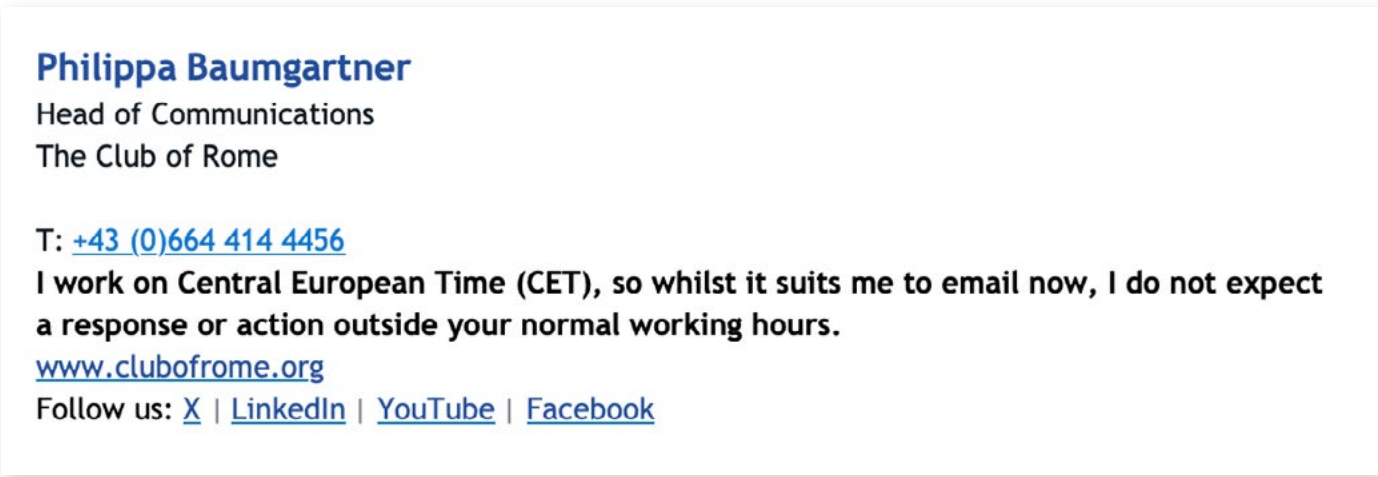 Philippa Baumgartner
Head of Communications
The Club of Rome
T: +43 (0)664 414 4456
I work on Central European Time (CET), so whilst it suits me to email now, I do not expect
a response or action outside your normal working hours.
www.clubofrome.org
Follow us: X | LinkedIn | YouTube | Facebook